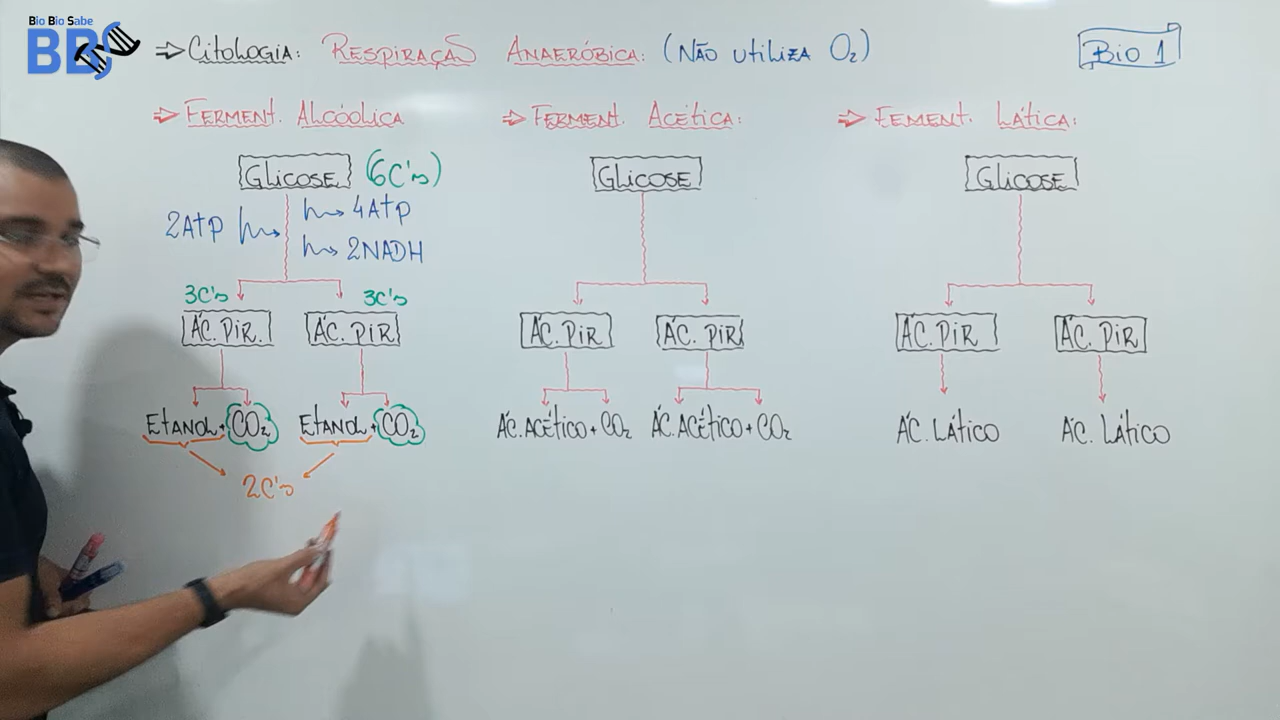 Bio Bio Sabe
BBS
⇒ Citologia: Respiração Anaeróbica: (Não utiliza O₂)
Bio 1
⇒ Ferment. Alcóolica
Glicose (6C's)
2ATP
4ATP
2NADH
3C's 3C's
Ác. Pir. Ác. Pir
Etanol + CO₂ Etanol + CO₂
2C's
⇒ Ferment. Acética:
Glicose
Ác. Pir Ác. Pir
Ác. Acético + CO₂ Ác. Acético + CO₂
⇒ Fement. Lática:
Glicose
Ác. Pir Ác. Pir
Ác. Lático Ác. Lático